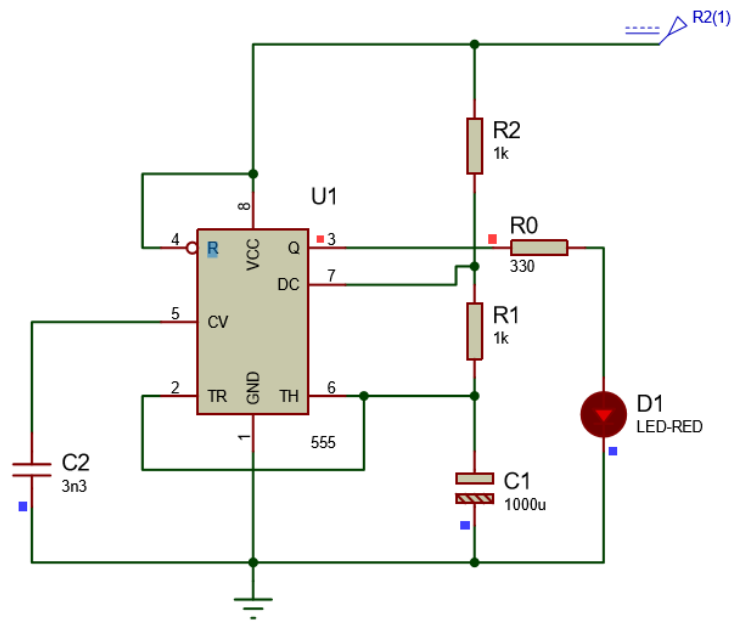 R2(1)
R2
1k
U1
8
4
R
VCC
Q
3
R0
330
DC
7
5
CV
R1
1k
2
TR
GND
TH
6
D1
LED-RED
1
555
C2
3n3
C1
1000u